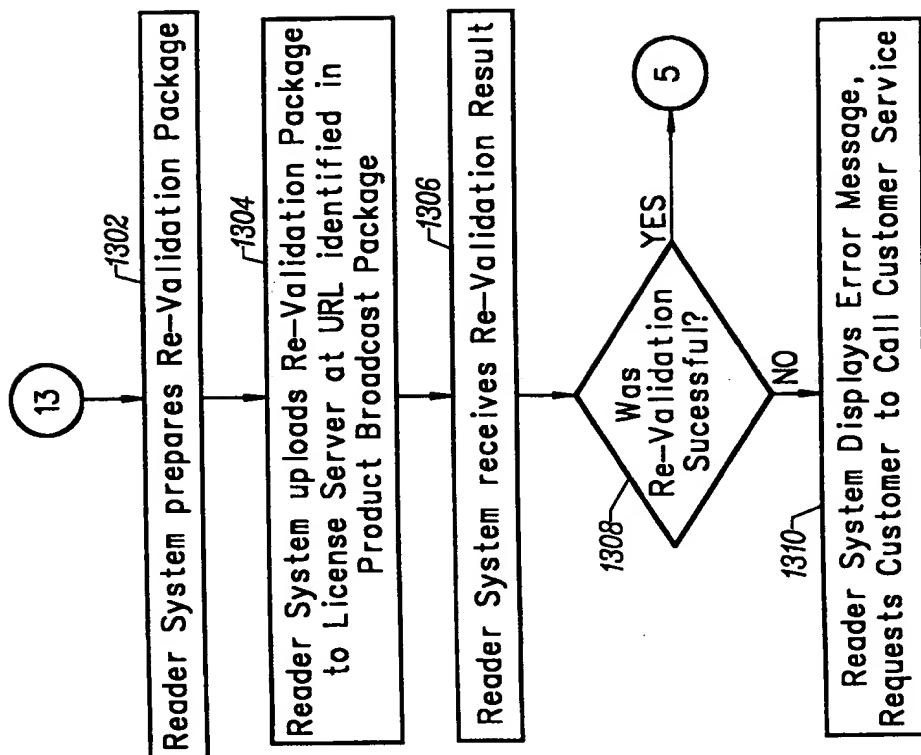 13
1302
Reader System prepares Re-Validation Package
1304
Reader System uploads Re-Validation Package
to License Server at URL identified in
Product Broadcast Package
1306
Reader System receives Re-Validation Result
1308
Was
Re-Validation
Sucessful?
YES
5
NO
1310
Reader System Displays Error Message,
Requests Customer to Call Customer Service